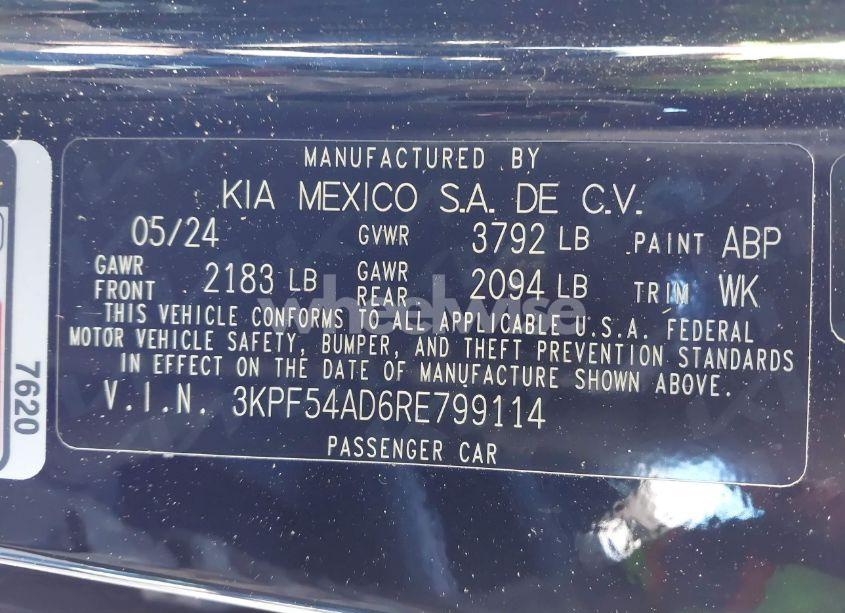 MANUFACTURED BY
KIA MEXICO S.A. DE C.V.
05/24 GVWR 3792 LB PAINT ABP
GAWR FRONT 2183 LB GAWR REAR 2094 LB TRIM WK
THIS VEHICLE CONFORMS TO ALL APPLICABLE U.S.A. FEDERAL
MOTOR VEHICLE SAFETY, BUMPER, AND THEFT PREVENTION STANDARDS
IN EFFECT ON THE DATE OF MANUFACTURE SHOWN ABOVE.
V.I.N. 3KPF54AD6RE799114
PASSENGER CAR
7620
wheelwise